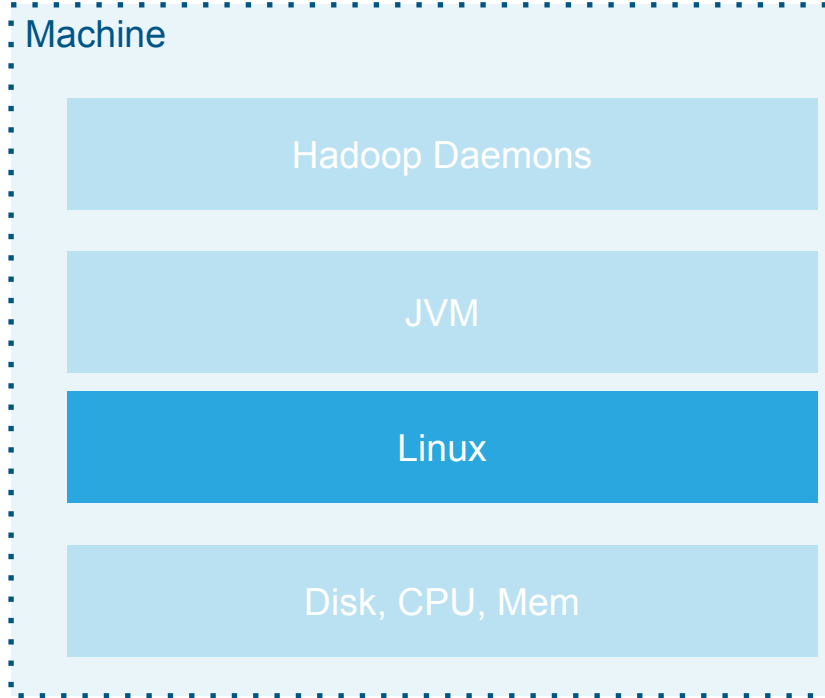 Machine
Hadoop Daemons
JVM
Linux
Disk, CPU, Mem